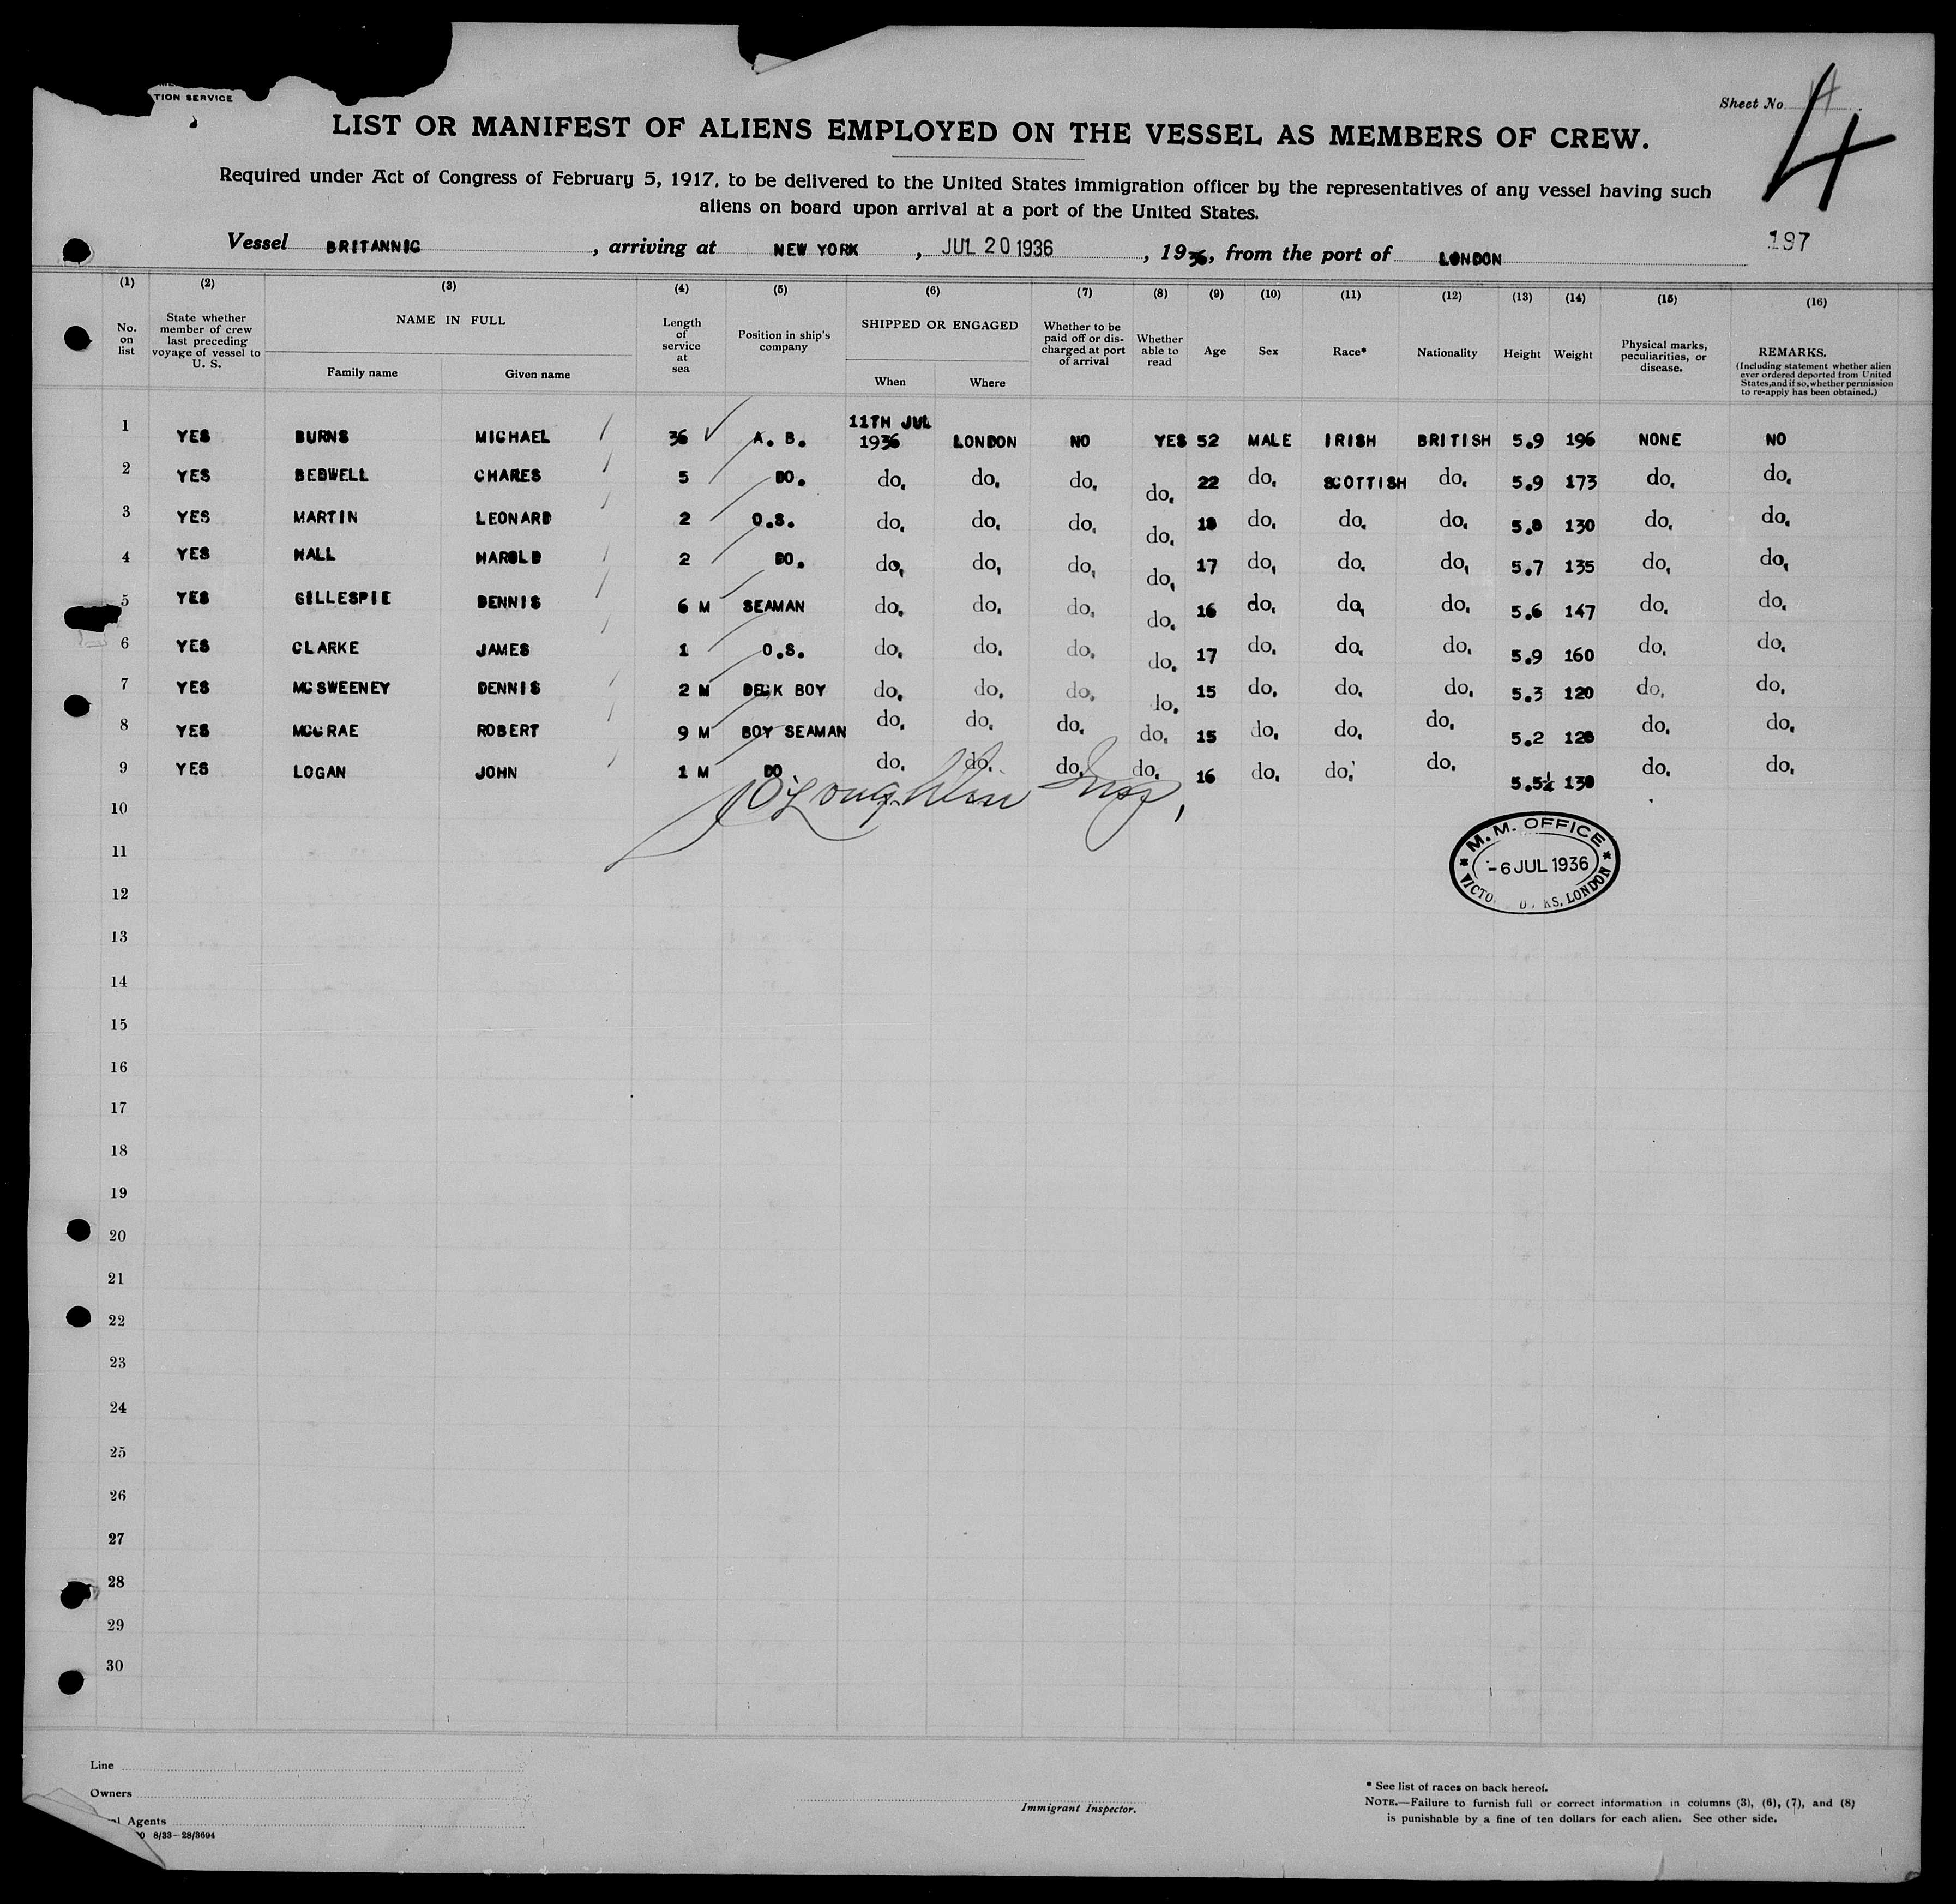 TION SERVICE
Sheet No. 4
4
LIST OR MANIFEST OF ALIENS EMPLOYED ON THE VESSEL AS MEMBERS OF CREW.
Required under Act of Congress of February 5, 1917, to be delivered to the United States immigration officer by the representatives of any vessel having such
aliens on board upon arrival at a port of the United States.
197
Vessel BRITANNIC, arriving at NEW YORK, JUL 20 1936, 1936, from the port of LONDON
(1) (2) (3) (4) (5) (6) (7) (8) (9) (10) (11) (12) (13) (14) (15) (16)
No. on list State whether member of crew last preceding voyage of vessel to U. S. NAME IN FULL Family name Given name Length of service at sea Position in ship's company SHIPPED OR ENGAGED When Where Whether to be paid off or discharged at port of arrival Whether able to read Age Sex Race* Nationality Height Weight Physical marks, peculiarities, or disease. REMARKS. (Including statement whether alien ever ordered deported from United States, and if so, whether permission to re-apply has been obtained.)
1 YES BURNS MICHAEL 36 A. B. 11TH JUL 1936 LONDON NO YES 52 MALE IRISH BRITISH 5.9 196 NONE NO
2 YES BEDWELL CHARES 5 DO. do. do. do. do. 22 do. SCOTTISH do. 5.9 173 do. do.
3 YES MARTIN LEONARD 2 O.S. do. do. do. do. 18 do. do. do. 5.8 130 do. do.
4 YES HALL HAROLD 2 DO. do. do. do. do. 17 do. do. do. 5.7 135 do. do.
5 YES GILLESPIE DENNIS 6 M SEAMAN do. do. do. do. 16 do. do. do. 5.6 147 do. do.
6 YES CLARKE JAMES 1 O.S. do. do. do. do. 17 do. do. do. 5.9 160 do. do.
7 YES MCSWEENEY DENNIS 2 M DECK BOY do. do. do. do. 15 do. do. do. 5.3 120 do. do.
8 YES MCCRAE ROBERT 9 M BOY SEAMAN do. do. do. do. 15 do. do. do. 5.2 128 do. do.
9 YES LOGAN JOHN 1 M DO do. do. do. do. 16 do. do. do. 5.5½ 130 do. do.
O'Loughlin Insp.
10
11
12
M. M. OFFICE
-6 JUL 1936
LONDON
13
14
15
16
17
18
19
20
21
22
23
24
25
26
27
28
29
30
Line
Owners
Agents
8/33-28/3694
Immigrant Inspector.
* See list of races on back hereof.
NOTE.—Failure to furnish full or correct information in columns (3), (6), (7), and (8)
is punishable by a fine of ten dollars for each alien. See other side.